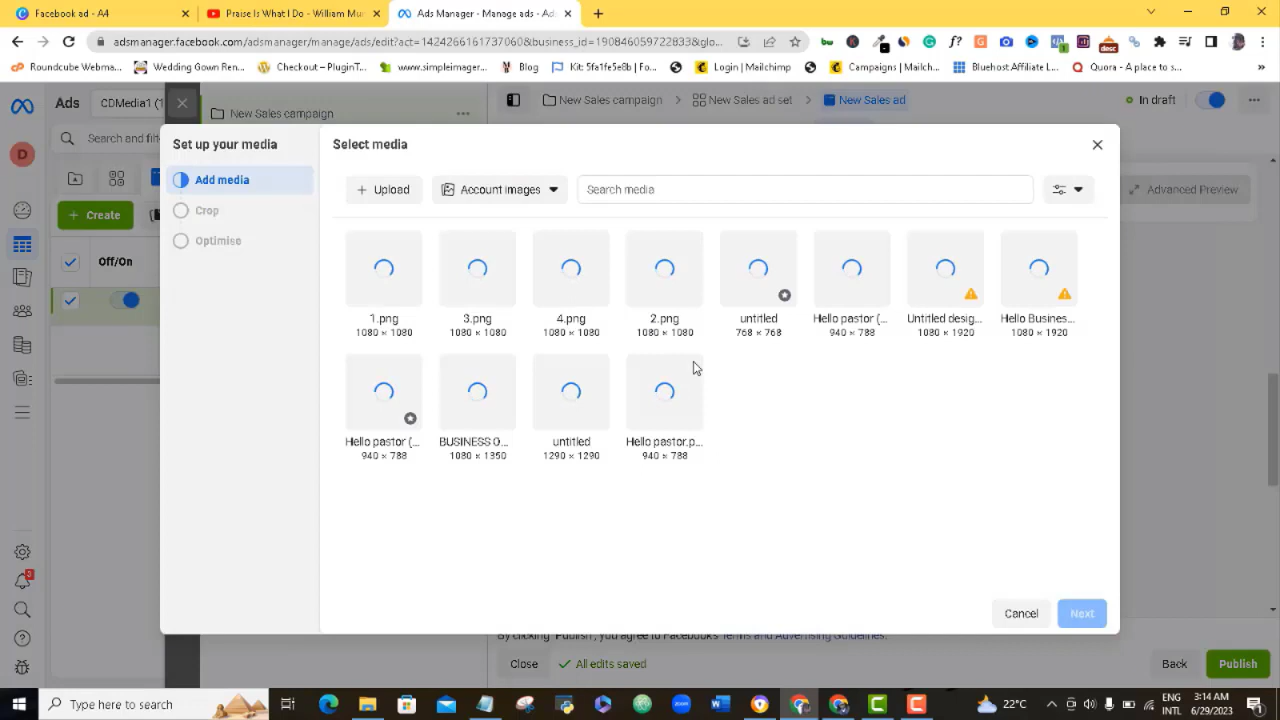 Facebook ad - A4
Praise Is What I Do - William Mu
Ads Manager - Manage ads - Ads
adsmanager.facebook.com/adsmanager/manage/ads/edit?act=
Roundcube Webma...
Wedding Gown Ren...
Checkout – PluginT...
www.simpleimager...
Blog
Kit: 5fa1fe5e8b | Fo...
Login | Mailchimp
Campaigns | Mailch...
Bluehost Affiliate L...
Quora - A place to s...
»
Ads
CDMedia1 (1
New Sales campaign
New Sales campaign
New Sales ad set
New Sales ad
In draft
Search and filt
Set up your media
Select media
Add media
Crop
Optimise
Upload
Account images
Search media
Advanced Preview
Create
Off/On
1.png
1080 × 1080
3.png
1080 × 1080
4.png
1080 × 1080
2.png
1080 × 1080
untitled
768 × 768
Hello pastor (...
940 × 788
Untitled desig...
1080 × 1920
Hello Busines...
1080 × 1920
Hello pastor (...
940 × 788
BUSINESS O...
1080 × 1350
untitled
1290 × 1290
Hello pastor.p...
940 × 788
Cancel
Next
By clicking 'Publish', you agree to Facebook's Terms and Advertising Guidelines.
Close
All edits saved
Back
Publish
Type here to search
22°C
ENG
INTL
3:14 AM
6/29/2023